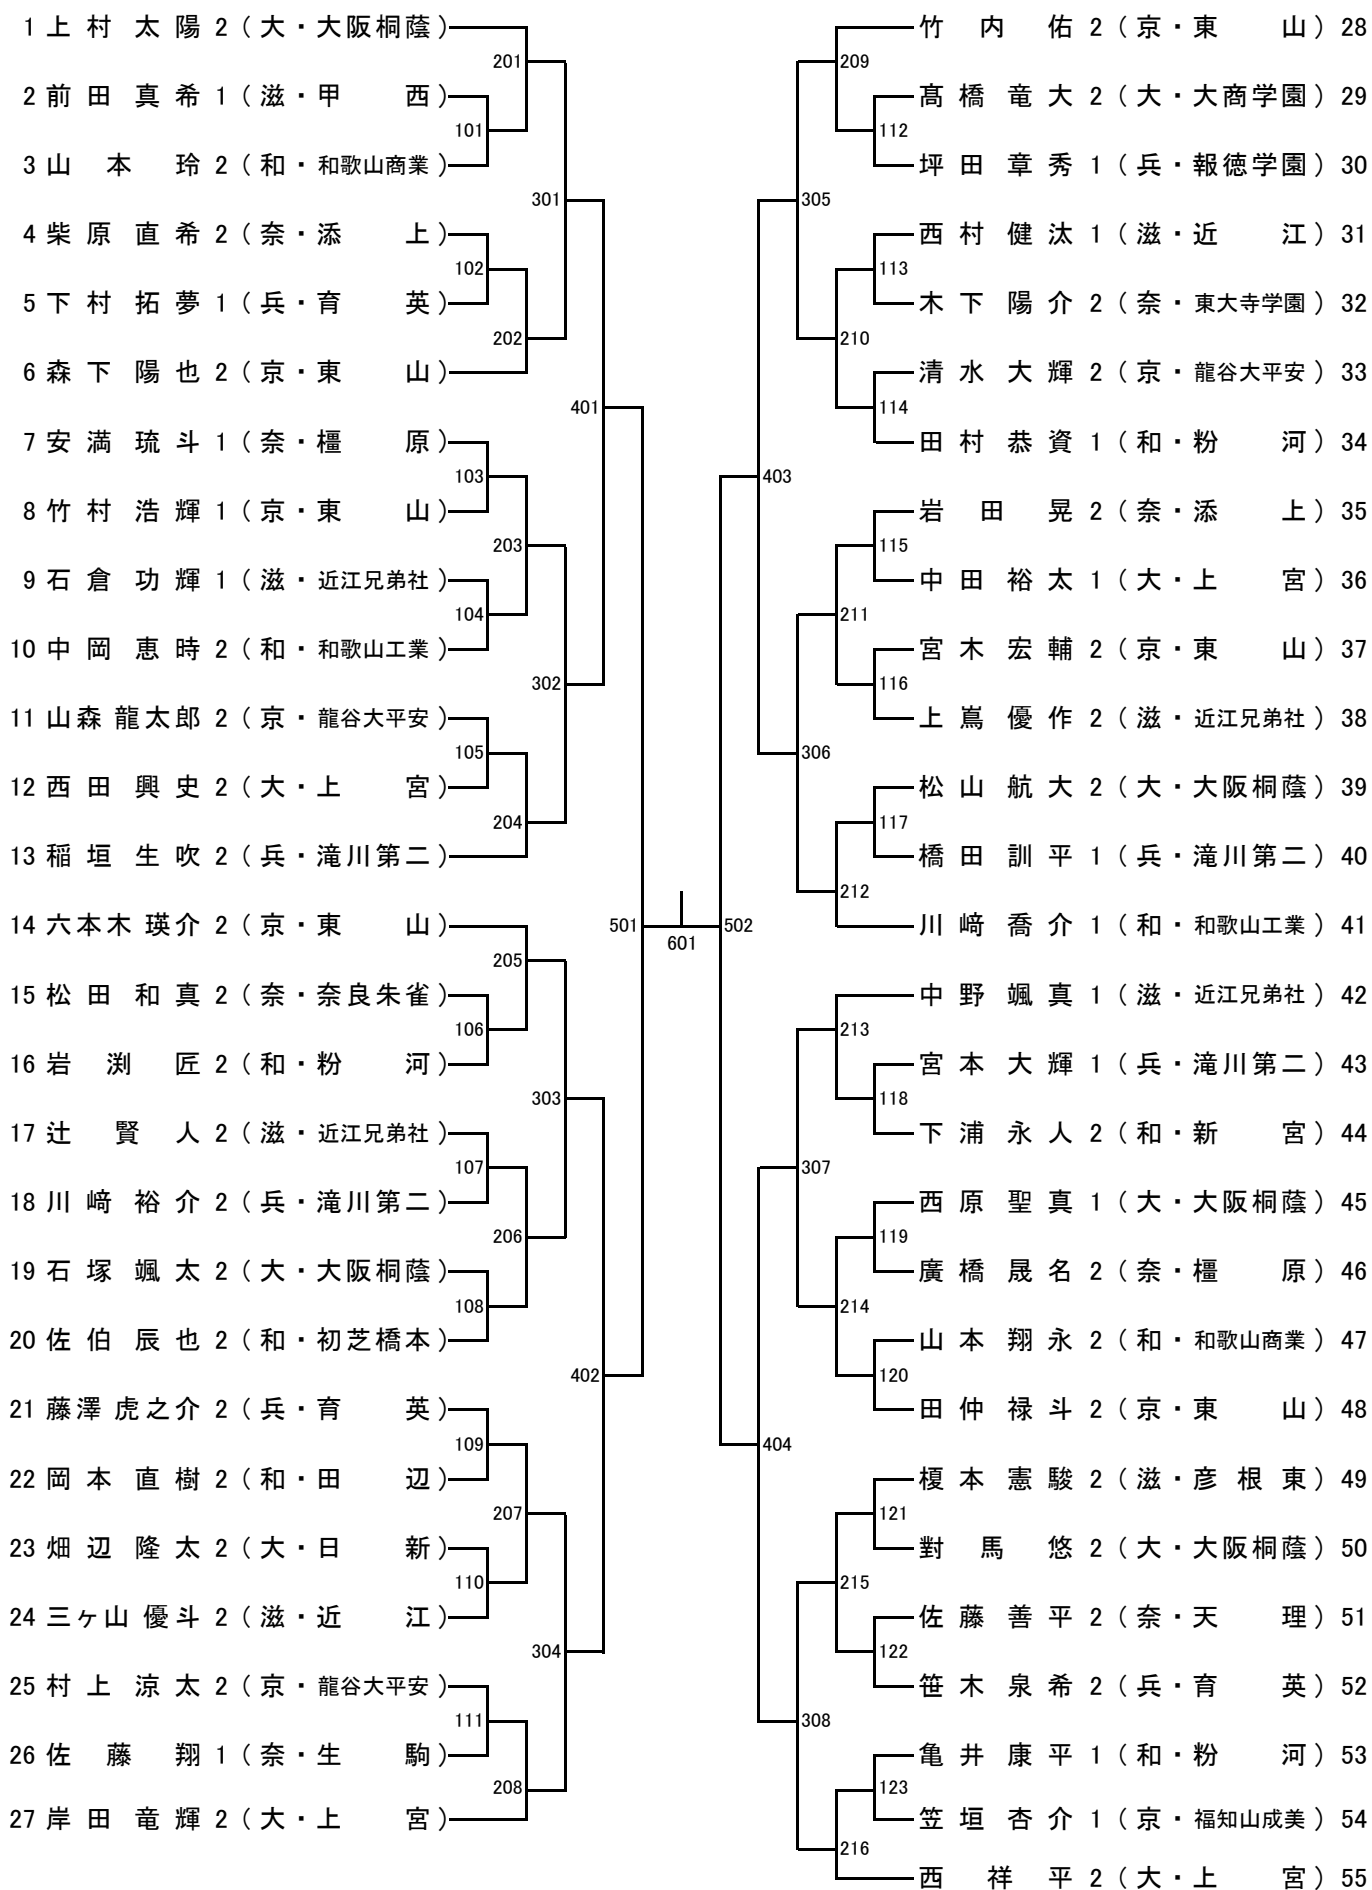 1 上村 太陽 2 (大・大阪桐蔭)
201
2 前田 真希 1 (滋・甲西)
101
3 山本 玲 2 (和・和歌山商業)
301
4 柴原 直希 2 (奈・添上)
102
5 下村 拓夢 1 (兵・育英)
202
6 森下 陽也 2 (京・東山)
401
7 安満 琉斗 1 (奈・橿原)
103
8 竹村 浩輝 1 (京・東山)
203
9 石倉 功輝 1 (滋・近江兄弟社)
104
10 中岡 恵時 2 (和・和歌山工業)
302
11 山森 龍太郎 2 (京・龍谷大平安)
105
12 西田 興史 2 (大・上宮)
204
13 稲垣 生吹 2 (兵・滝川第二)
14 六本木 瑛介 2 (京・東山)
501
205
15 松田 和真 2 (奈・奈良朱雀)
106
16 岩渕 匠 2 (和・粉河)
303
17 辻 賢人 2 (滋・近江兄弟社)
107
18 川﨑 裕介 2 (兵・滝川第二)
206
19 石塚 颯太 2 (大・大阪桐蔭)
108
20 佐伯 辰也 2 (和・初芝橋本)
402
21 藤澤 虎之介 2 (兵・育英)
109
22 岡本 直樹 2 (和・田辺)
207
23 畑辺 隆太 2 (大・日新)
110
24 三ヶ山 優斗 2 (滋・近江)
304
25 村上 涼太 2 (京・龍谷大平安)
111
26 佐藤 翔 1 (奈・生駒)
208
27 岸田 竜輝 2 (大・上宮)
601
竹内 佑 2 (京・東山) 28
209
髙橋 竜大 2 (大・大商学園) 29
112
坪田 章秀 1 (兵・報徳学園) 30
305
西村 健汰 1 (滋・近江) 31
113
木下 陽介 2 (奈・東大寺学園) 32
210
清水 大輝 2 (京・龍谷大平安) 33
114
田村 恭資 1 (和・粉河) 34
403
岩田 晃 2 (奈・添上) 35
115
中田 裕太 1 (大・上宮) 36
211
宮木 宏輔 2 (京・東山) 37
116
上嶌 優作 2 (滋・近江兄弟社) 38
306
松山 航大 2 (大・大阪桐蔭) 39
117
橋田 訓平 1 (兵・滝川第二) 40
212
川﨑 喬介 1 (和・和歌山工業) 41
502
中野 颯真 1 (滋・近江兄弟社) 42
213
宮本 大輝 1 (兵・滝川第二) 43
118
下浦 永人 2 (和・新宮) 44
307
西原 聖真 1 (大・大阪桐蔭) 45
119
廣橋 晟名 2 (奈・橿原) 46
214
山本 翔永 2 (和・和歌山商業) 47
120
田仲 禄斗 2 (京・東山) 48
404
榎本 憲駿 2 (滋・彦根東) 49
121
對馬 悠 2 (大・大阪桐蔭) 50
215
佐藤 善平 2 (奈・天理) 51
122
笹木 泉希 2 (兵・育英) 52
308
亀井 康平 1 (和・粉河) 53
123
笠垣 杏介 1 (京・福知山成美) 54
216
西 祥平 2 (大・上宮) 55